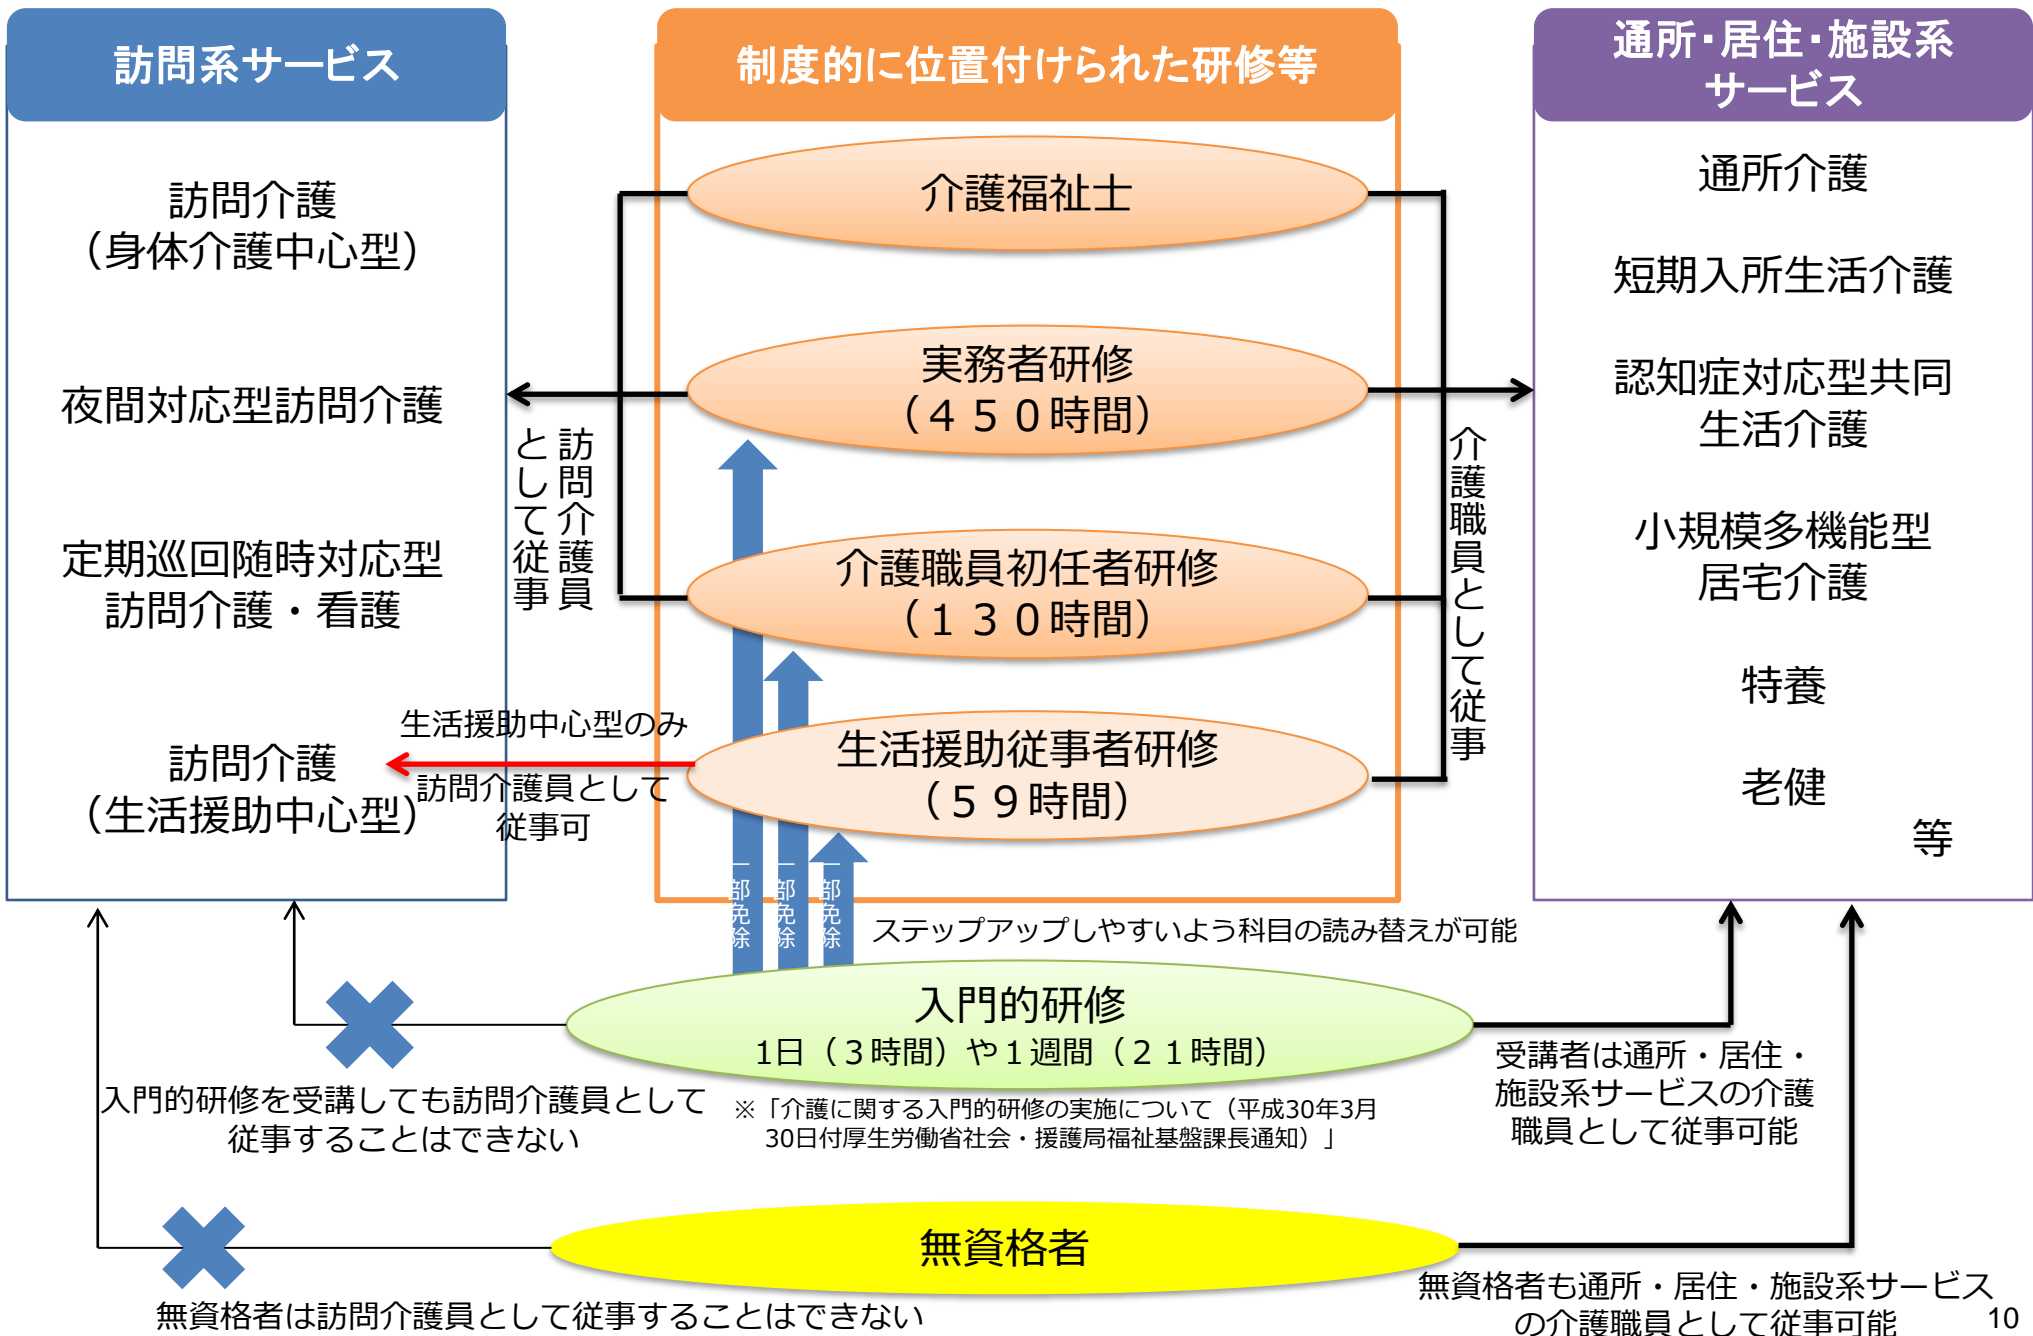 訪問系サービス
訪問介護
（身体介護中心型）
夜間対応型訪問介護
定期巡回随時対応型
訪問介護・看護
訪問介護
（生活援助中心型）
訪問介護員
として従事
生活援助中心型のみ
訪問介護員として
従事可
制度的に位置付けられた研修等
介護福祉士
実務者研修
（４５０時間）
介護職員初任者研修
（１３０時間）
生活援助従事者研修
（５９時間）
一部免除
一部免除
一部免除
介護職員として従事
通所・居住・施設系
サービス
通所介護
短期入所生活介護
認知症対応型共同
生活介護
小規模多機能型
居宅介護
特養
老健
等
ステップアップしやすいよう科目の読み替えが可能
入門的研修
1日（３時間）や１週間（２１時間）
入門的研修を受講しても訪問介護員として
従事することはできない
※「介護に関する入門的研修の実施について（平成30年3月
30日付厚生労働省社会・援護局福祉基盤課長通知）」
受講者は通所・居住・
施設系サービスの介護
職員として従事可能
無資格者
無資格者は訪問介護員として従事することはできない
無資格者も通所・居住・施設系サービス
の介護職員として従事可能
10